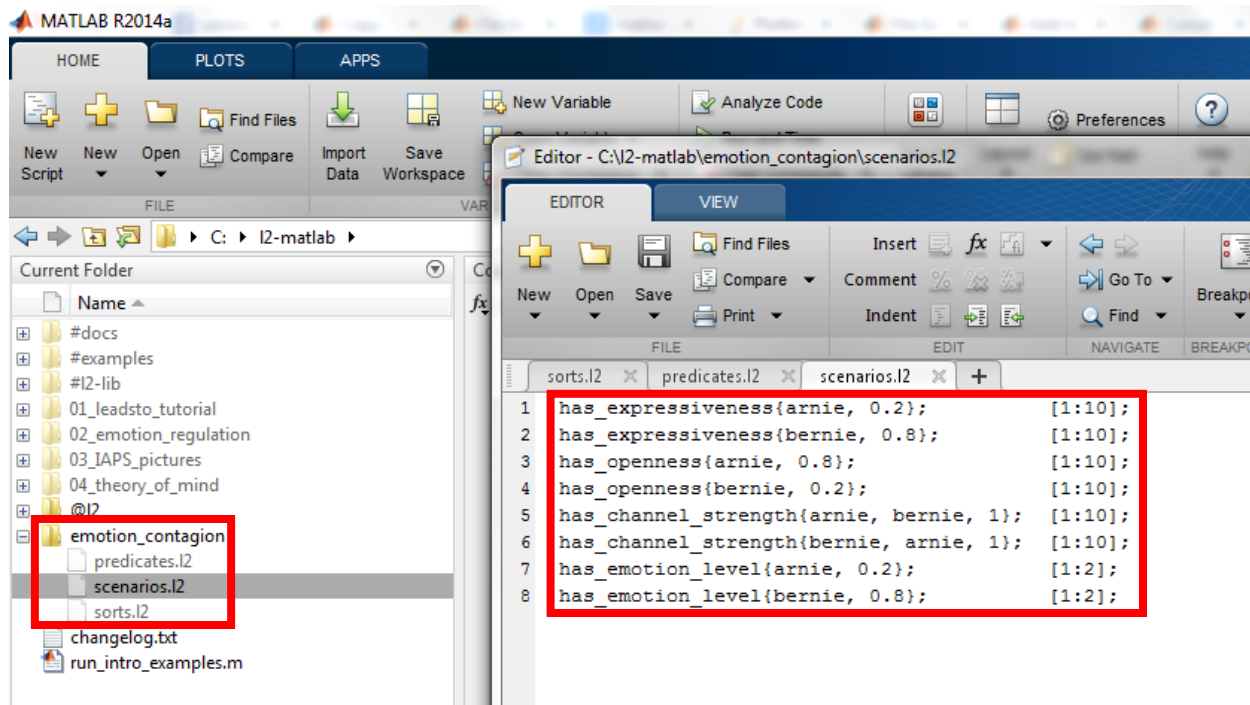 MATLAB R2014a
HOME PLOTS APPS
New Script
New
Open
Find Files
Compare
Import Data
Save Workspace
New Variable
Analyze Code
Preferences
?
FILE
VAR
C: l2-matlab
Current Folder
Name
#docs
#examples
#l2-lib
01_leadsto_tutorial
02_emotion_regulation
03_IAPS_pictures
04_theory_of_mind
@l2
emotion_contagion
predicates.l2
scenarios.l2
sorts.l2
changelog.txt
run_intro_examples.m
Co
fx
Editor - C:\l2-matlab\emotion_contagion\scenarios.l2
EDITOR VIEW
New
Open
Save
Find Files
Compare
Print
Insert fx
Comment
Indent
Go To
Find
Breakpo
FILE EDIT NAVIGATE BREAKPO
sorts.l2 predicates.l2 scenarios.l2 +
1 has_expressiveness{arnie, 0.2}; [1:10];
2 has_expressiveness{bernie, 0.8}; [1:10];
3 has_openness{arnie, 0.8}; [1:10];
4 has_openness{bernie, 0.2}; [1:10];
5 has_channel_strength{arnie, bernie, 1}; [1:10];
6 has_channel_strength{bernie, arnie, 1}; [1:10];
7 has_emotion_level{arnie, 0.2}; [1:2];
8 has_emotion_level{bernie, 0.8}; [1:2];